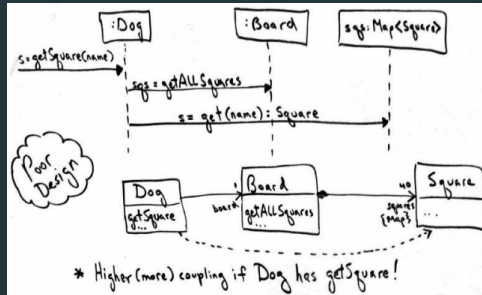 :Dog
:Board
sqs: Map<Square>
s=getSquare(name)
sqs = getAllSquares
s= get(name): Square
Poor
Design
Dog
getSquare
...
1
board
Board
getAllSquares
...
40
squares
{Map}
Square
...
* Higher (more) coupling if Dog has getSquare!